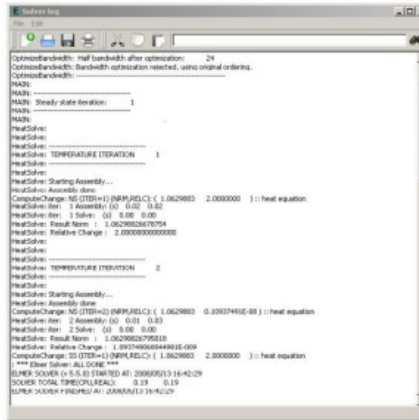 Solver log
File Edit
OptimizeBandwidth: Half bandwidth after optimization: 24
OptimizeBandwidth: Bandwidth optimization rejected, using original ordering.
OptimizeBandwidth: ---------------------------------------------------------
MAIN:
MAIN: -------------------------------------
MAIN: Steady state iteration: 1
MAIN: -------------------------------------
MAIN:
HeatSolve:
HeatSolve:
HeatSolve: -------------------------------------
HeatSolve: TEMPERATURE ITERATION 1
HeatSolve: -------------------------------------
HeatSolve:
HeatSolve: Starting Assembly...
HeatSolve: Assembly done
ComputeChange: NS (ITER=1) (NRM,RELC): ( 1.0629883 2.0000000 ) :: heat equation
HeatSolve: iter: 1 Assembly: (s) 0.02 0.02
HeatSolve: iter: 1 Solve: (s) 0.00 0.00
HeatSolve: Result Norm : 1.06298826678754
HeatSolve: Relative Change : 2.00000000000000
HeatSolve:
HeatSolve:
HeatSolve: -------------------------------------
HeatSolve: TEMPERATURE ITERATION 2
HeatSolve: -------------------------------------
HeatSolve:
HeatSolve: Starting Assembly...
HeatSolve: Assembly done
ComputeChange: NS (ITER=2) (NRM,RELC): ( 1.0629883 0.10937491E-08 ) :: heat equation
HeatSolve: iter: 2 Assembly: (s) 0.01 0.03
HeatSolve: iter: 2 Solve: (s) 0.00 0.00
HeatSolve: Result Norm : 1.06298826795018
HeatSolve: Relative Change :
ComputeChange: SS (ITER=1) (NRM,RELC): ( 1.0629883 2.0000000 ) :: heat equation
*** Elmer Solver: ALL DONE ***
ELMER SOLVER (v 5.5.0) STARTED AT: 2008/05/13 16:42:29
SOLVER TOTAL TIME(CPU,REAL): 0.19 0.19
ELMER SOLVER FINISHED AT: 2008/05/13 16:42:29